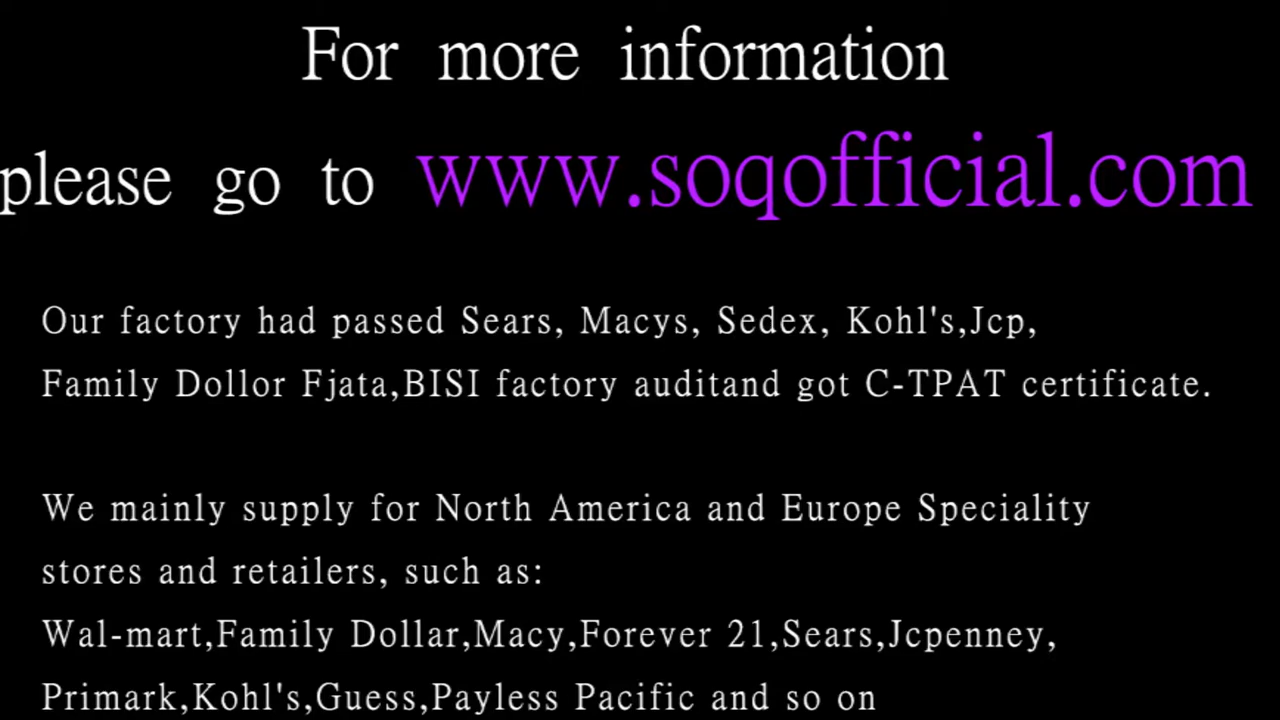 For more information
please go to www.soqofficial.com
Our factory had passed Sears, Macys, Sedex, Kohl's,Jcp,
Family Dollor Fjata,BISI factory auditand got C-TPAT certificate.
We mainly supply for North America and Europe Speciality
stores and retailers, such as:
Wal-mart,Family Dollar,Macy,Forever 21,Sears,Jcpenney,
Primark,Kohl's,Guess,Payless Pacific and so on